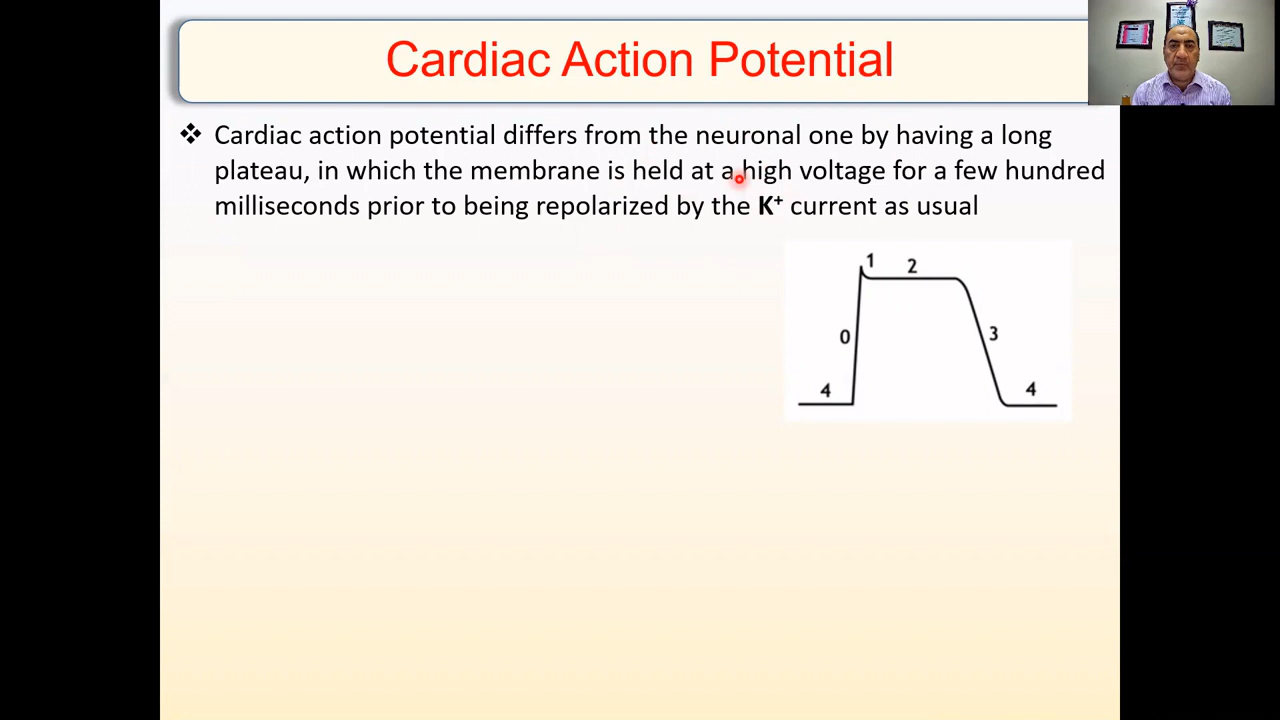 Cardiac Action Potential
❖ Cardiac action potential differs from the neuronal one by having a long
plateau, in which the membrane is held at a high voltage for a few hundred
milliseconds prior to being repolarized by the K⁺ current as usual
1
2
0
3
4
4